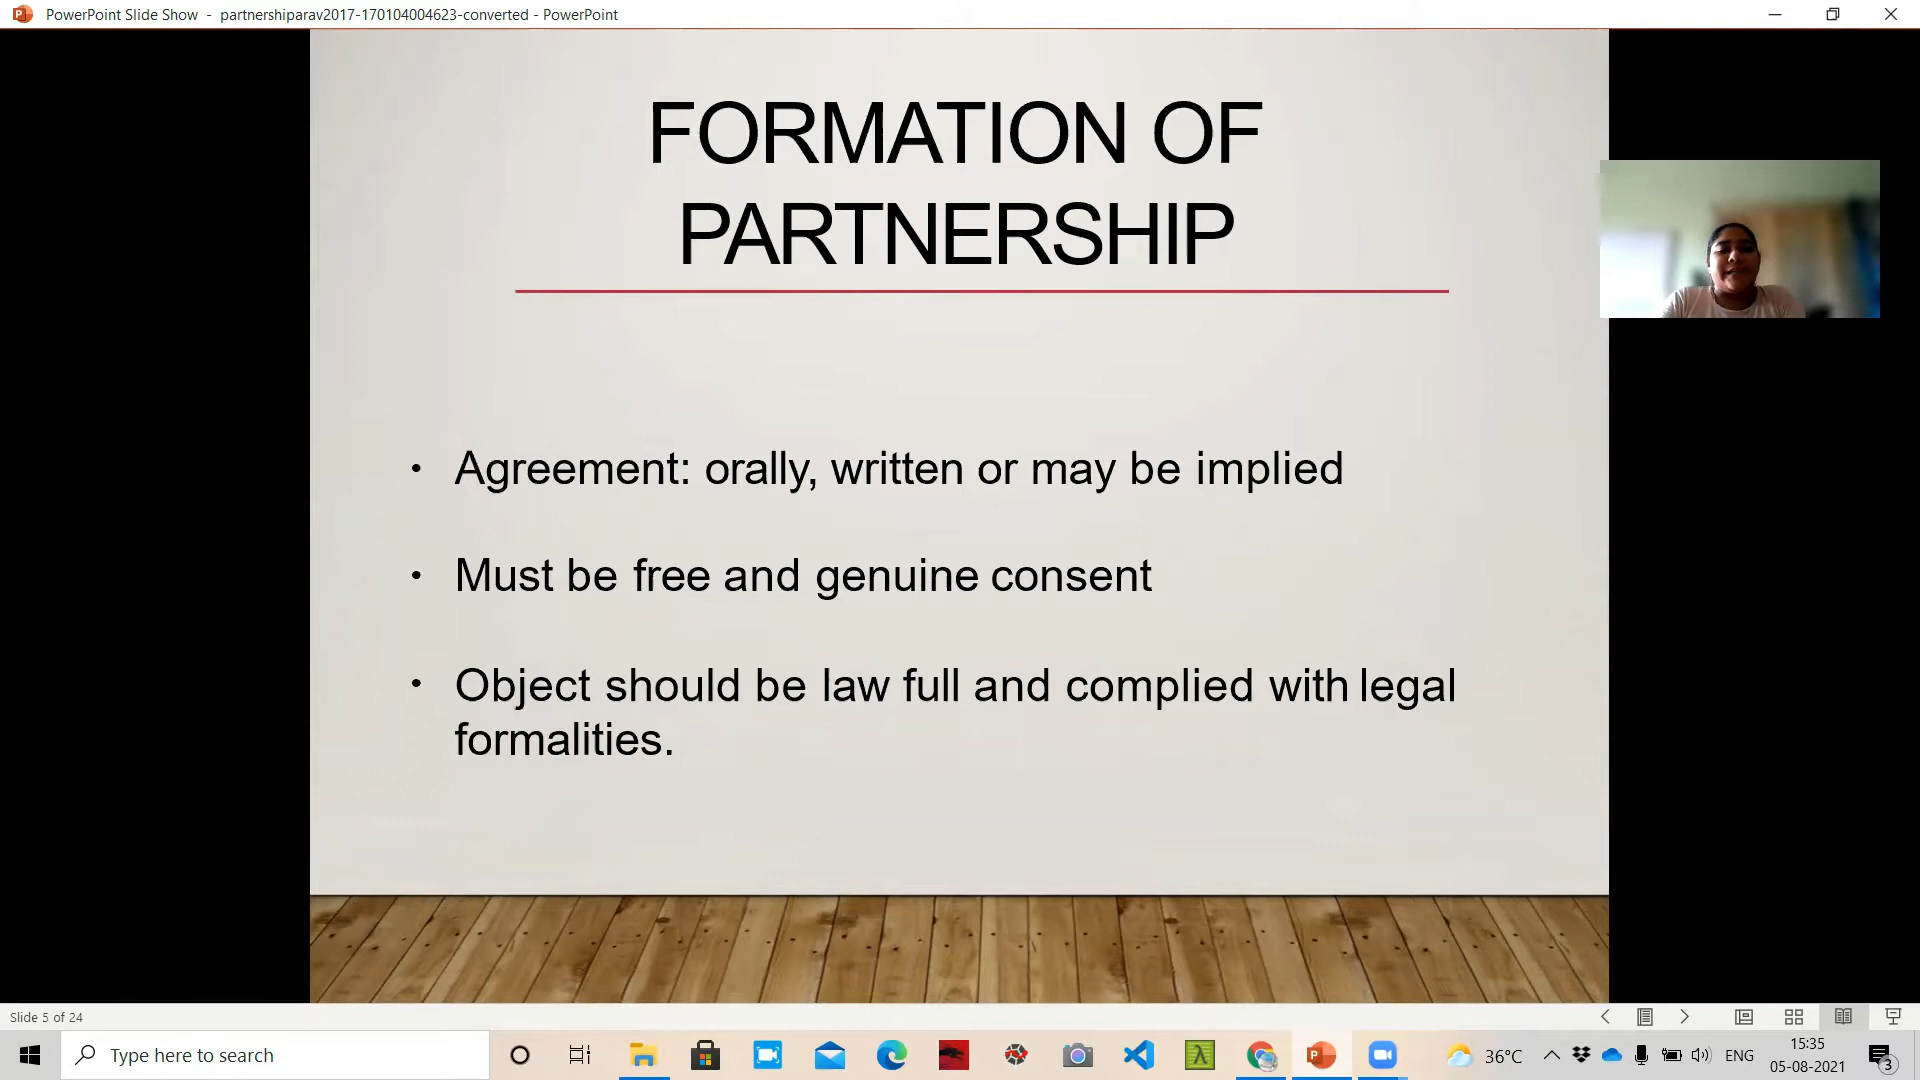 PowerPoint Slide Show - partnershiparav2017-170104004623-converted - PowerPoint
FORMATION OF
PARTNERSHIP
• Agreement: orally, written or may be implied
• Must be free and genuine consent
• Object should be law full and complied with legal
formalities.
Slide 5 of 24
Type here to search
36°C
ENG
15:35
05-08-2021
3